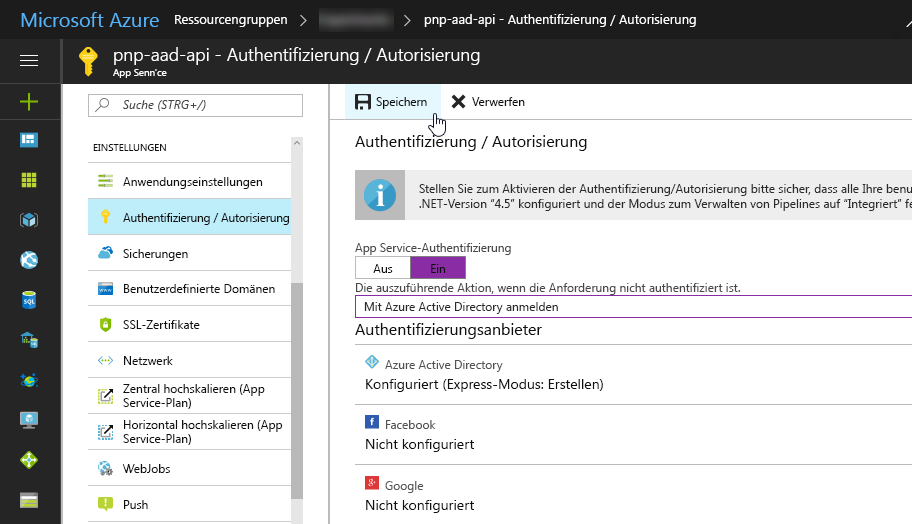 Microsoft Azure Ressourcengruppen pnp-aad-api - Authentifizierung / Autorisierung
pnp-aad-api - Authentifizierung / Autorisierung
App Senn'ce
Suche (STRG+/)
EINSTELLUNGEN
Anwendungseinstellungen
Authentifizierung / Autorisierung
Sicherungen
Benutzerdefinierte Domänen
SSL-Zertifikate
Netzwerk
Zentral hochskalieren (App
Service-Plan)
Horizontal hochskalieren (App
Service-Plan)
WebJobs
Push
Speichern Verwerfen
Authentifizierung / Autorisierung
Stellen Sie zum Aktivieren der Authentifizierung/Autorisierung bitte sicher, dass alle Ihre benu
.NET-Version "4.5" konfiguriert und der Modus zum Verwalten von Pipelines auf "Integriert" fe
App Service-Authentifizierung
Aus Ein
Die auszuführende Aktion, wenn die Anforderung nicht authentifiziert ist.
Mit Azure Active Directory anmelden
Authentifizierungsanbieter
Azure Active Directory
Konfiguriert (Express-Modus: Erstellen)
Facebook
Nicht konfiguriert
Google
Nicht konfiguriert